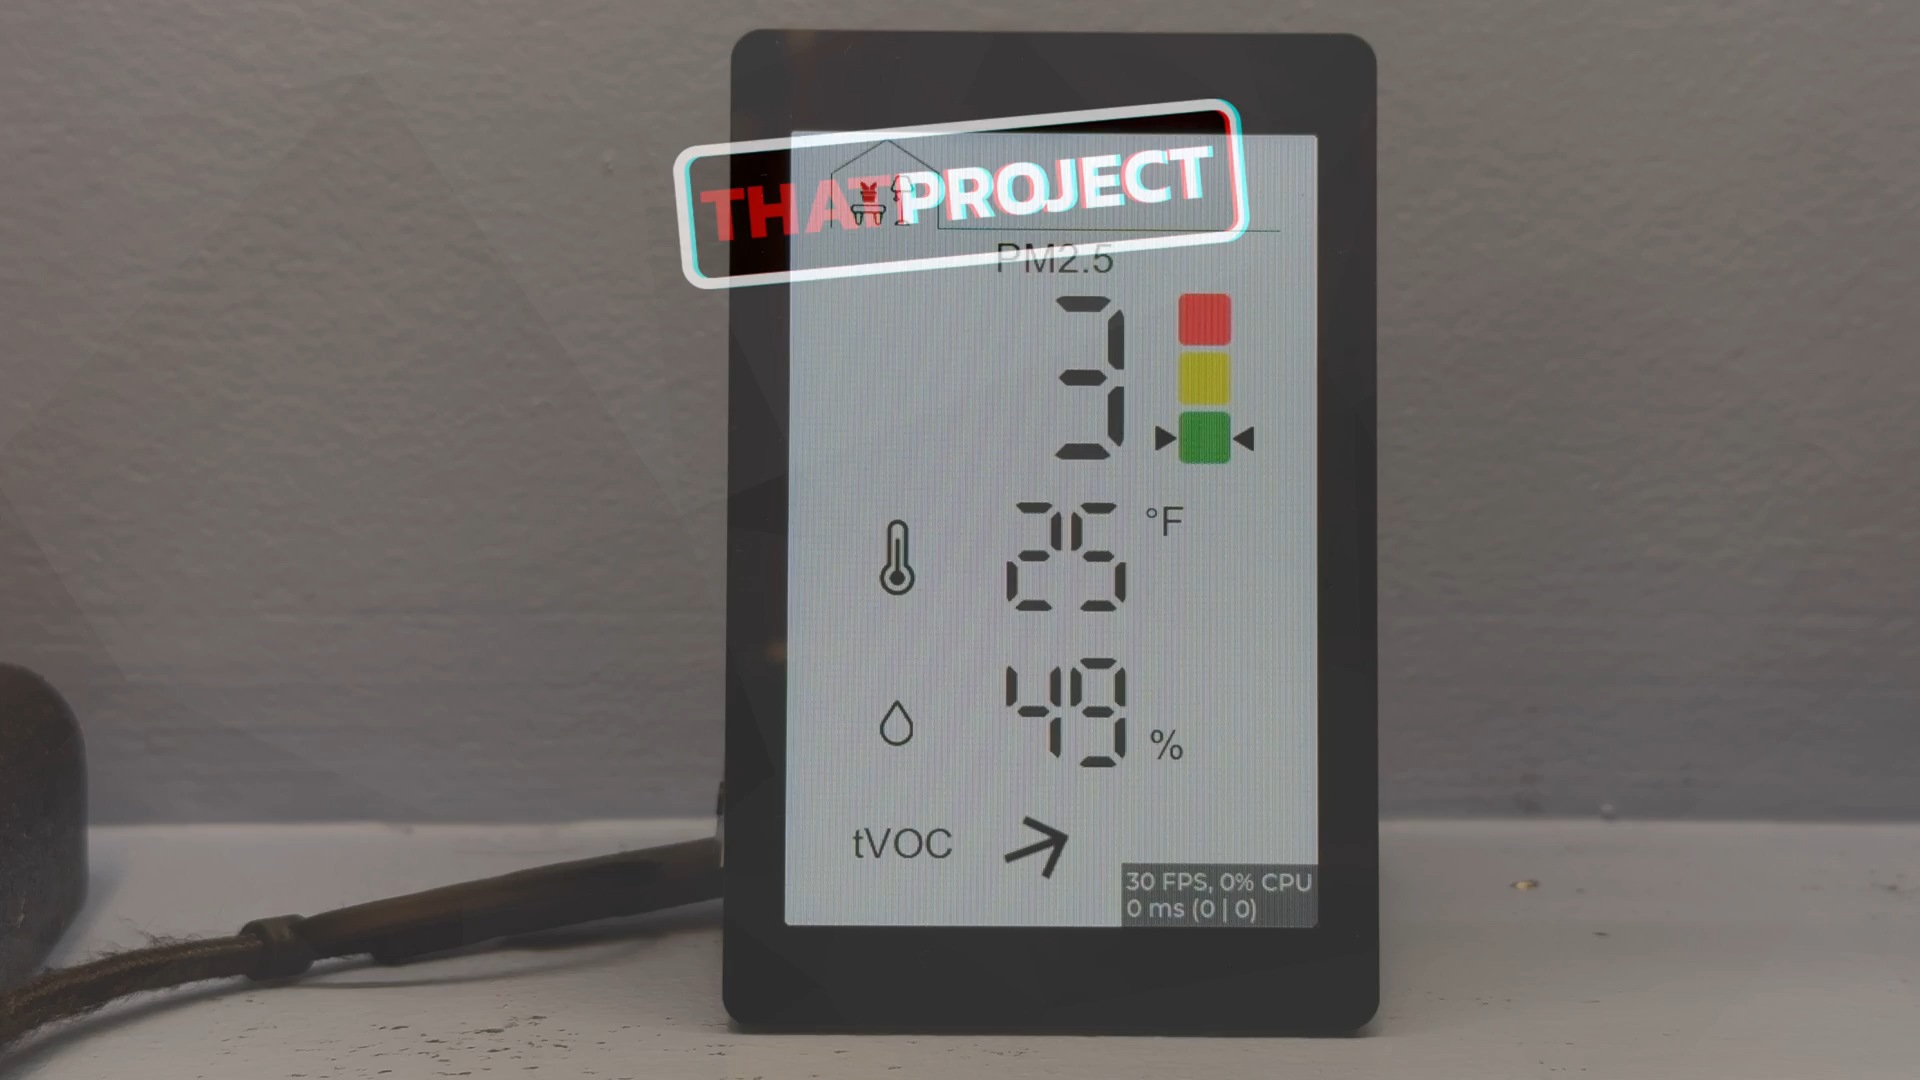 THAT PROJECT
PM2.5
3
25 °F
49 %
tVOC
30 FPS, 0% CPU
0 ms (0 | 0)